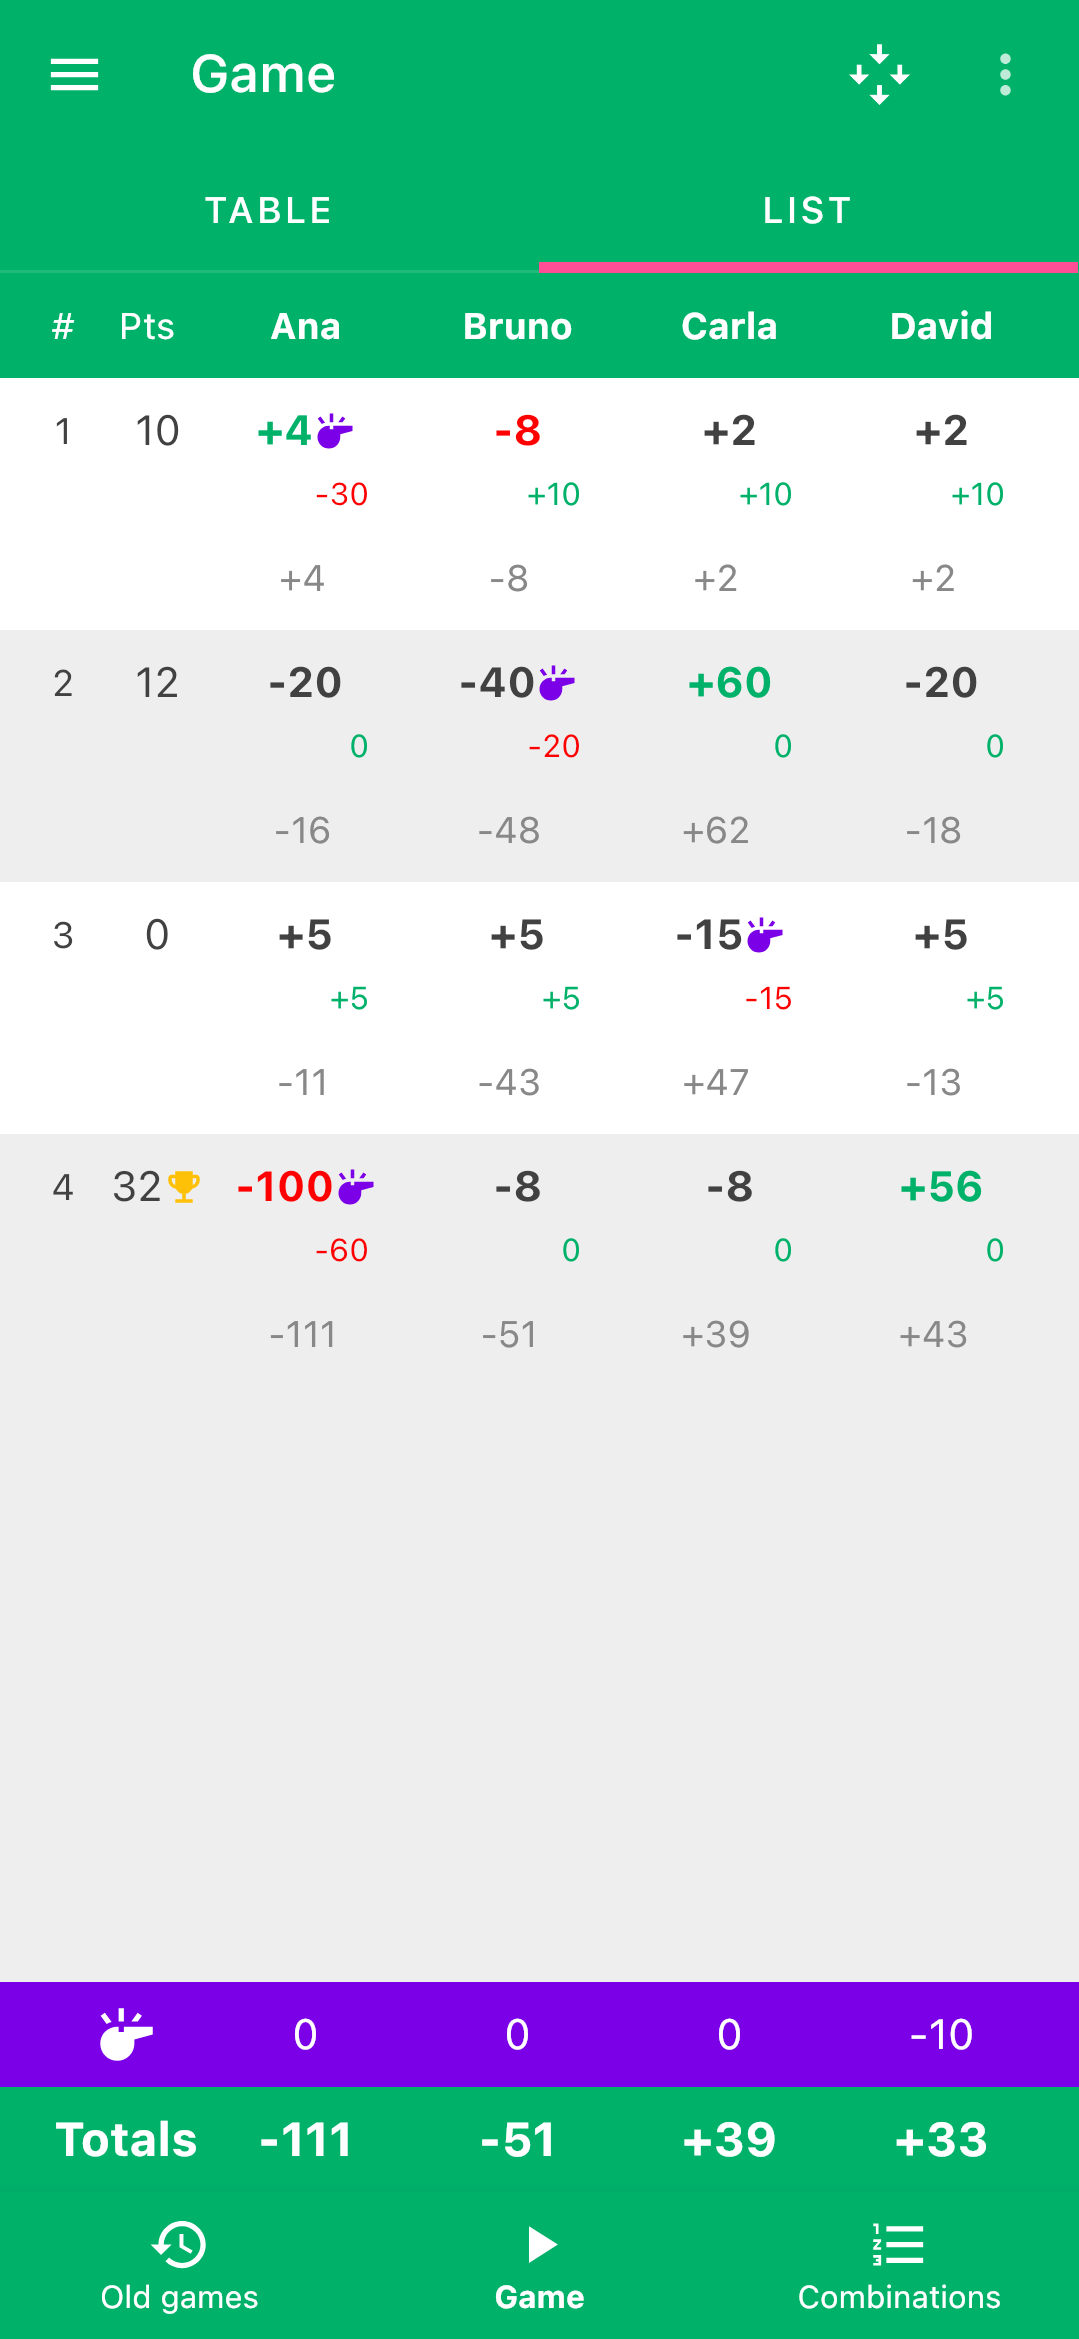 Game
TABLE LIST
# Pts Ana Bruno Carla David
1 10 +4 -8 +2 +2
-30 +10 +10 +10
+4 -8 +2 +2
2 12 -20 -40 +60 -20
0 -20 0 0
-16 -48 +62 -18
3 0 +5 +5 -15 +5
+5 +5 -15 +5
-11 -43 +47 -13
4 32 -100 -8 -8 +56
-60 0 0 0
-111 -51 +39 +43
0 0 0 -10
Totals -111 -51 +39 +33
Old games Game Combinations